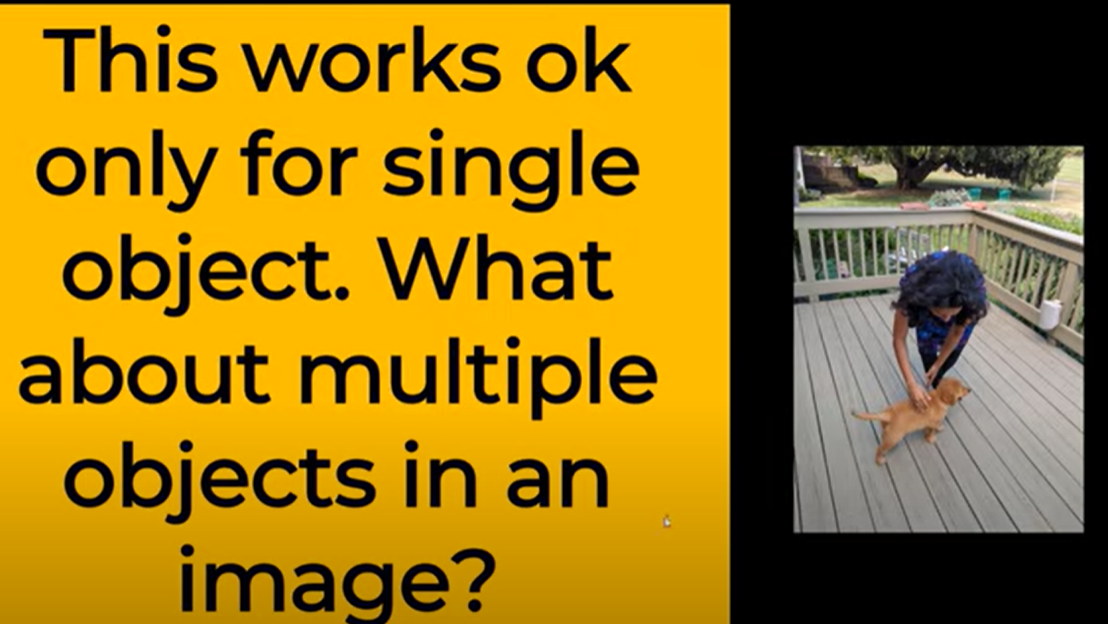 This works ok
only for single
object. What
about multiple
objects in an
image?